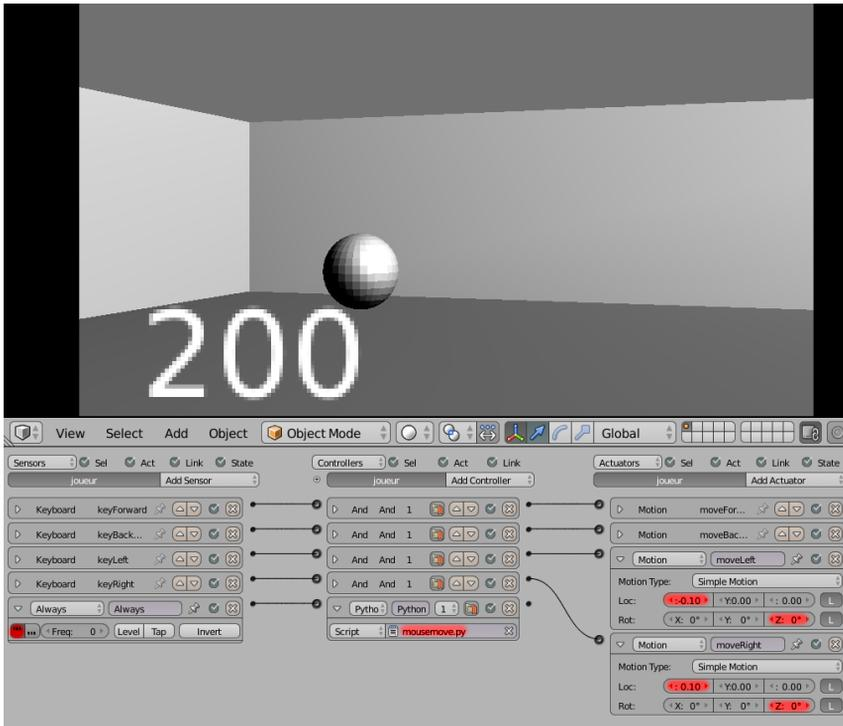 200
View Select Add Object Object Mode Global
Sensors Sel Act Link State Controllers Sel Act Link Actuators Sel Act Link State
joueur Add Sensor joueur Add Controller joueur Add Actuator
Keyboard keyForward And And 1 Motion moveFor...
Keyboard keyBack... And And 1 Motion moveBac...
Keyboard keyLeft And And 1 Motion moveLeft
Keyboard keyRight And And 1 Motion Type: Simple Motion
Always Always Pytho Python 1 Loc: :-0.10 Y:0.00 : 0.00 L
Freq: 0 Level Tap Invert Script mousemove.py Rot: X: 0° Y: 0° Z: 0° L
Motion moveRight
Motion Type: Simple Motion
Loc: : 0.10 Y:0.00 : 0.00 L
Rot: X: 0° Y: 0° Z: 0° L